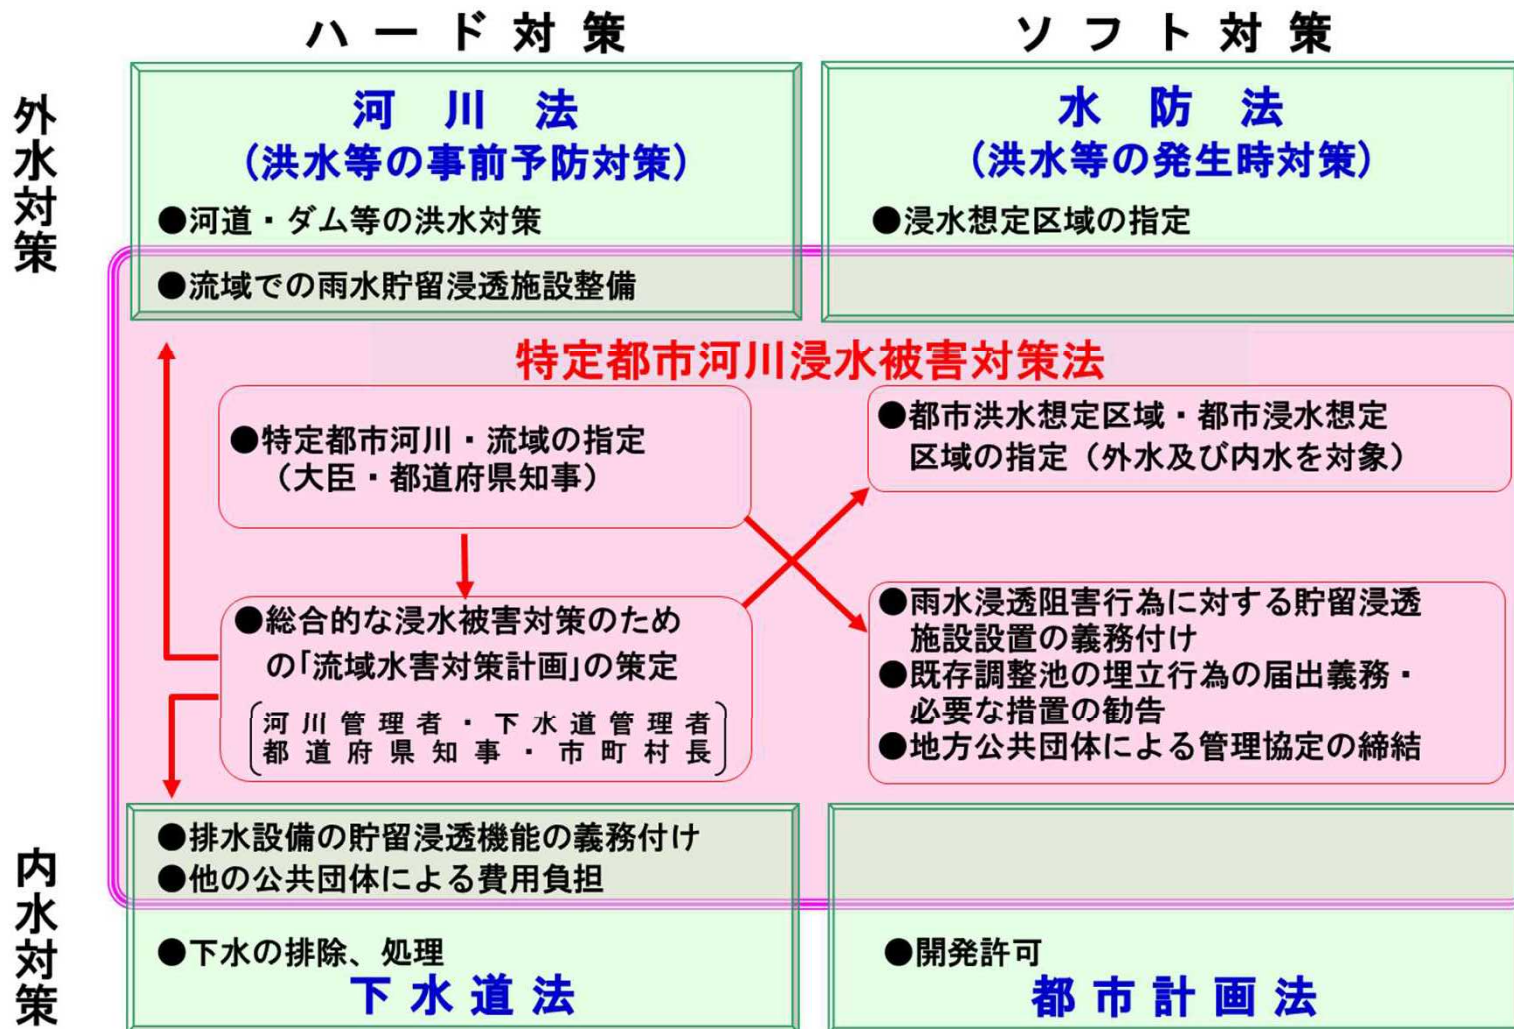 ハード対策
ソフト対策
外水対策
河川法
（洪水等の事前予防対策）
●河道・ダム等の洪水対策
●流域での雨水貯留浸透施設整備
水防法
（洪水等の発生時対策）
●浸水想定区域の指定
特定都市河川浸水被害対策法
●特定都市河川・流域の指定
（大臣・都道府県知事）
●都市洪水想定区域・都市浸水想定
区域の指定（外水及び内水を対象）
●総合的な浸水被害対策のため
の「流域水害対策計画」の策定
河川管理者・下水道管理者
都道府県知事・市町村長
●雨水浸透阻害行為に対する貯留浸透
施設設置の義務付け
●既存調整池の埋立行為の届出義務・
必要な措置の勧告
●地方公共団体による管理協定の締結
内水対策
●排水設備の貯留浸透機能の義務付け
●他の公共団体による費用負担
●下水の排除、処理
下水道法
●開発許可
都市計画法